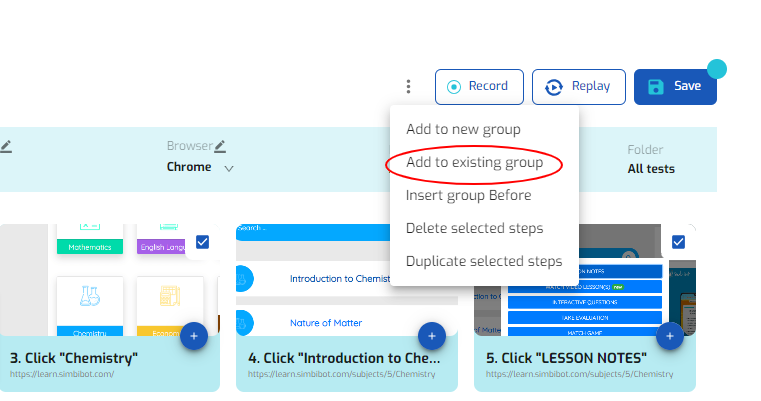 Record
Replay
Save
Add to new group
Add to existing group
Insert group Before
Delete selected steps
Duplicate selected steps
Browser
Chrome
Folder
All tests
Mathematics
English Langu
Chemistry
Econom
Search...
Introduction to Chemist
Nature of Matter
ON NOTES
MATCH VIDEO LESSON(S)
INTERACTIVE QUESTIONS
TAKE EVALUATION
MATCH GAME
3. Click "Chemistry"
https://learn.simbibot.com/
4. Click "Introduction to Che...
https://learn.simbibot.com/subjects/5/Chemistry
5. Click "LESSON NOTES"
https://learn.simbibot.com/subjects/5/Chemistry